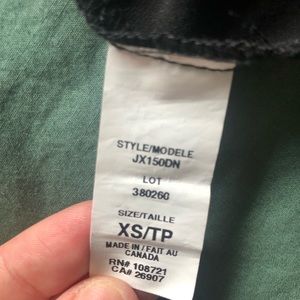 STYLE/MODELE
JX150DN
LOT
380260
SIZE/TAILLE
XS/TP
MADE IN / FAIT AU
CANADA
RN# 108721
CA# 26907